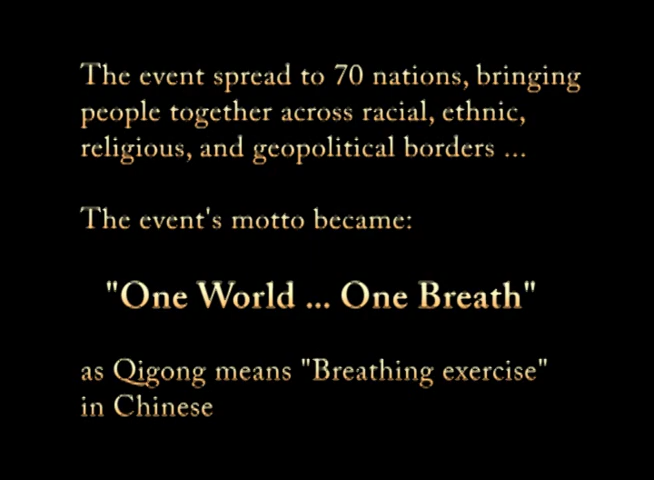 The event spread to 70 nations, bringing
people together across racial, ethnic,
religious, and geopolitical borders ...
The event's motto became:
"One World ... One Breath"
as Qigong means "Breathing exercise"
in Chinese